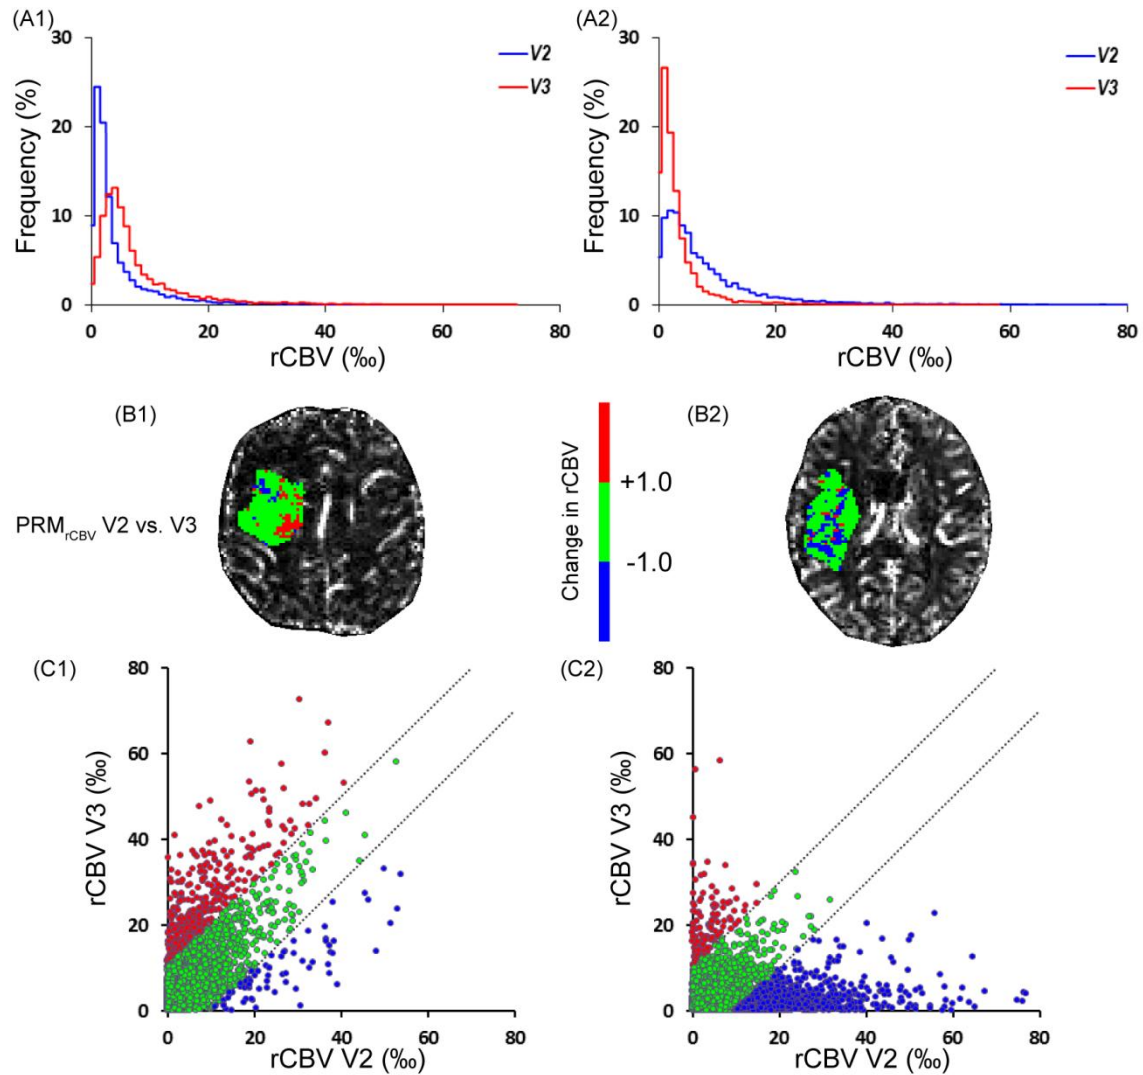 (A1)
(A2)
30
20
10
0
Frequency (%)
V2
V3
0 20 40 60 80
rCBV (‰)
30
20
10
0
Frequency (%)
V2
V3
0 20 40 60 80
rCBV (‰)
(B1)
(B2)
PRMrCBV V2 vs. V3
Change in rCBV
+1.0
-1.0
(C1)
80
60
40
20
0
rCBV V3 (‰)
0 20 40 60 80
rCBV V2 (‰)
(C2)
80
60
40
20
0
rCBV V3 (‰)
0 20 40 60 80
rCBV V2 (‰)